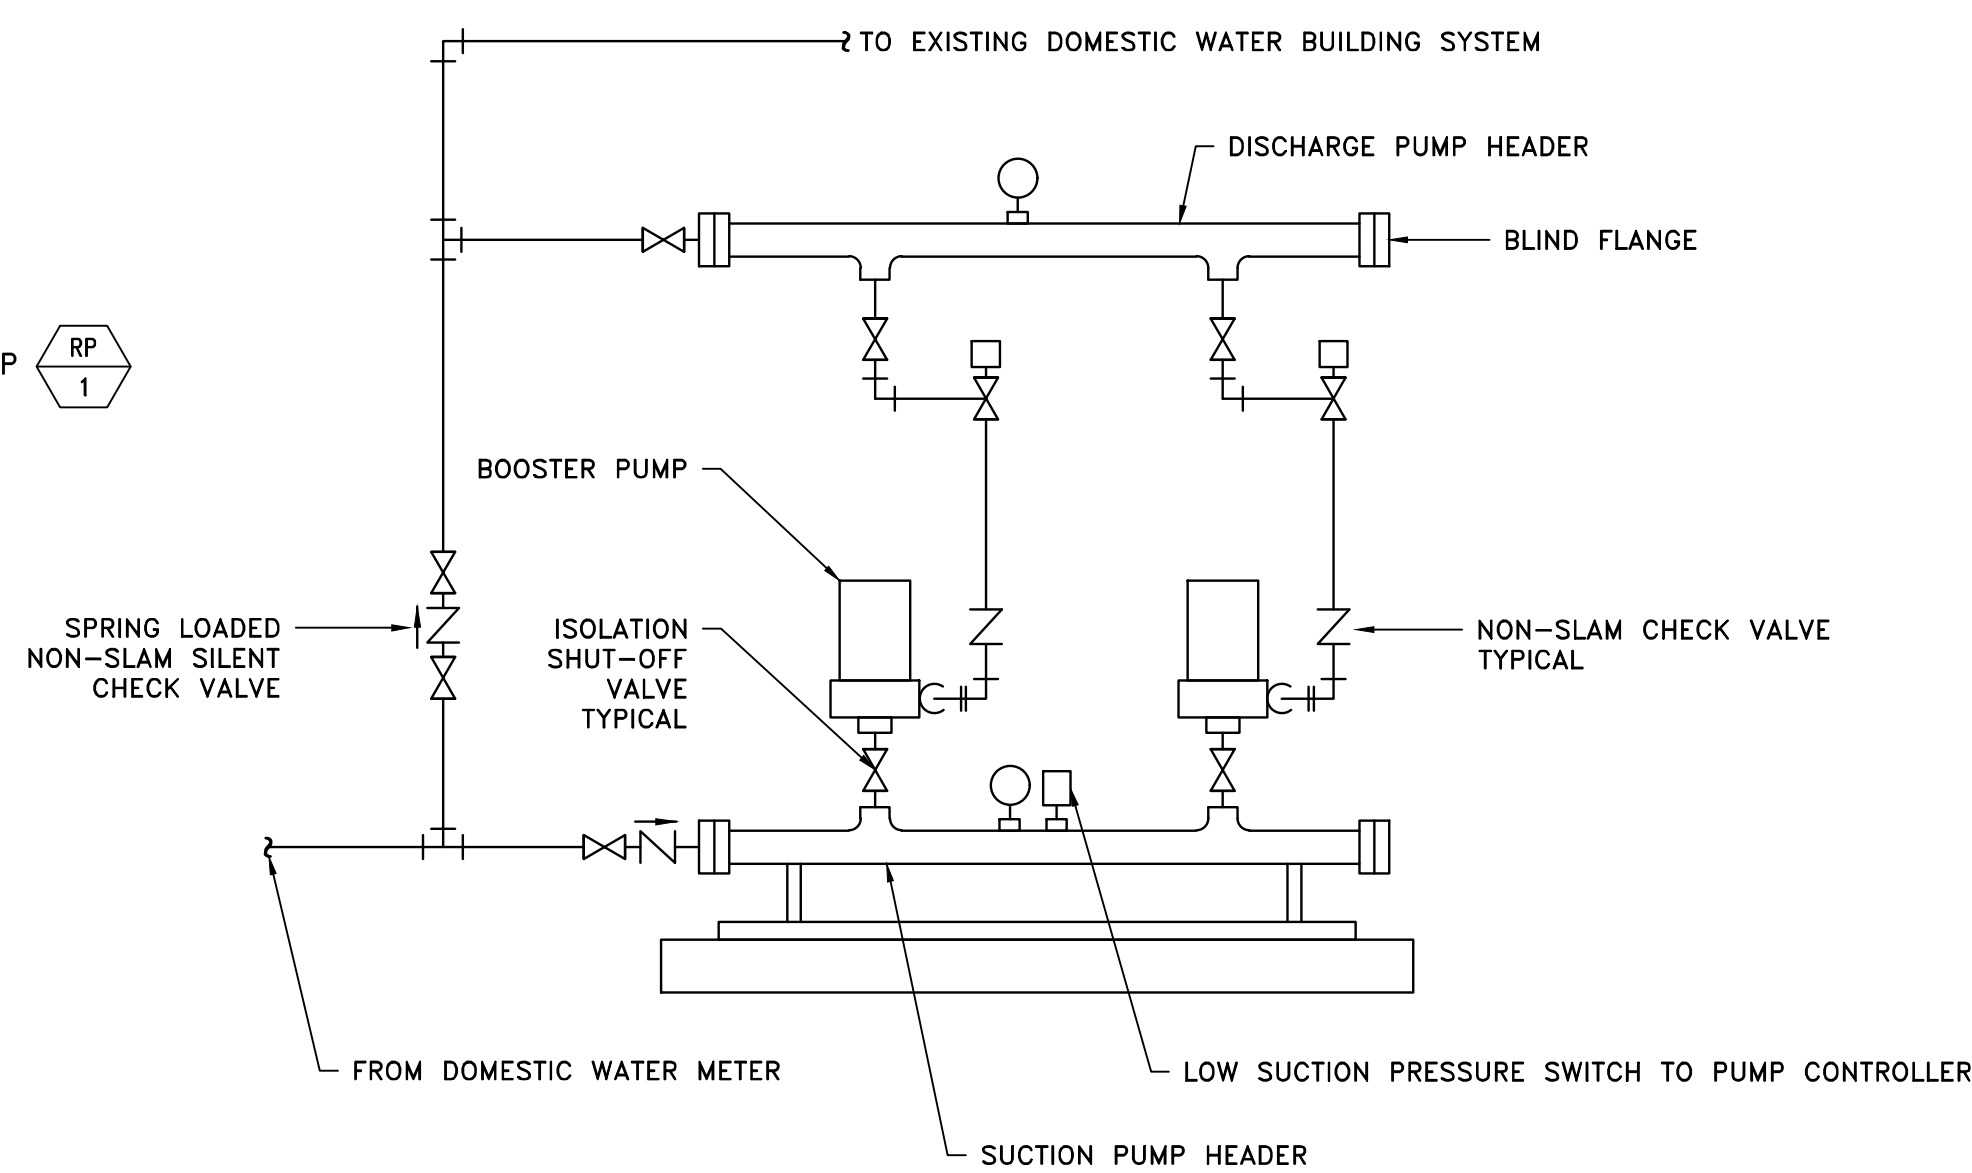 TO EXISTING DOMESTIC WATER BUILDING SYSTEM
DISCHARGE PUMP HEADER
BLIND FLANGE
P
RP
1
BOOSTER PUMP
SPRING LOADED
NON-SLAM SILENT
CHECK VALVE
ISOLATION
SHUT-OFF
VALVE
TYPICAL
NON-SLAM CHECK VALVE
TYPICAL
FROM DOMESTIC WATER METER
LOW SUCTION PRESSURE SWITCH TO PUMP CONTROLLER
SUCTION PUMP HEADER